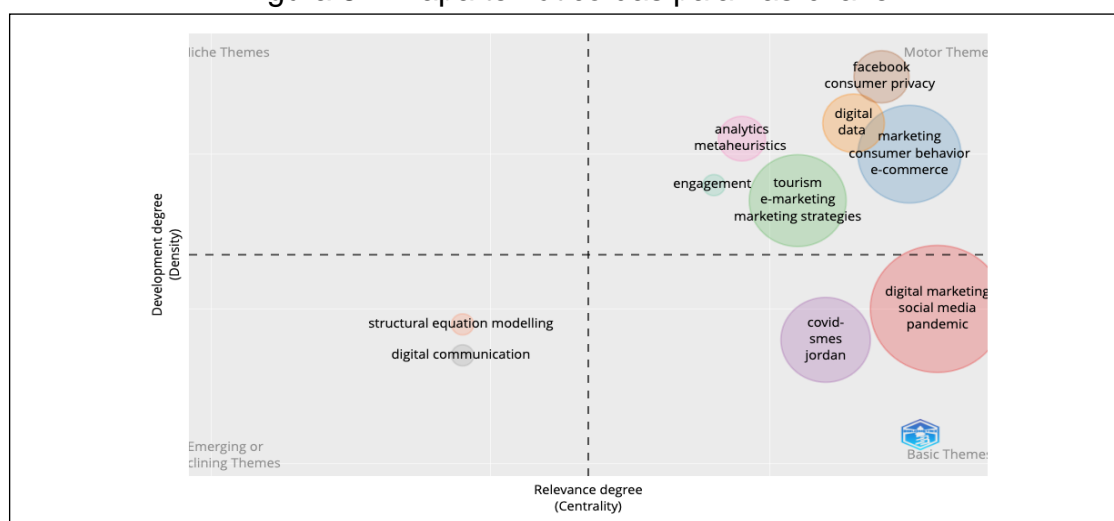 Niche Themes
Motor Themes
facebook
consumer privacy
digital
data
analytics
metaheuristics
marketing
consumer behavior
e-commerce
engagement
tourism
e-marketing
marketing strategies
Development degree
(Density)
digital marketing
social media
pandemic
structural equation modelling
covid-
smes
jordan
digital communication
Emerging or
clining Themes
Basic Themes
Relevance degree
(Centrality)